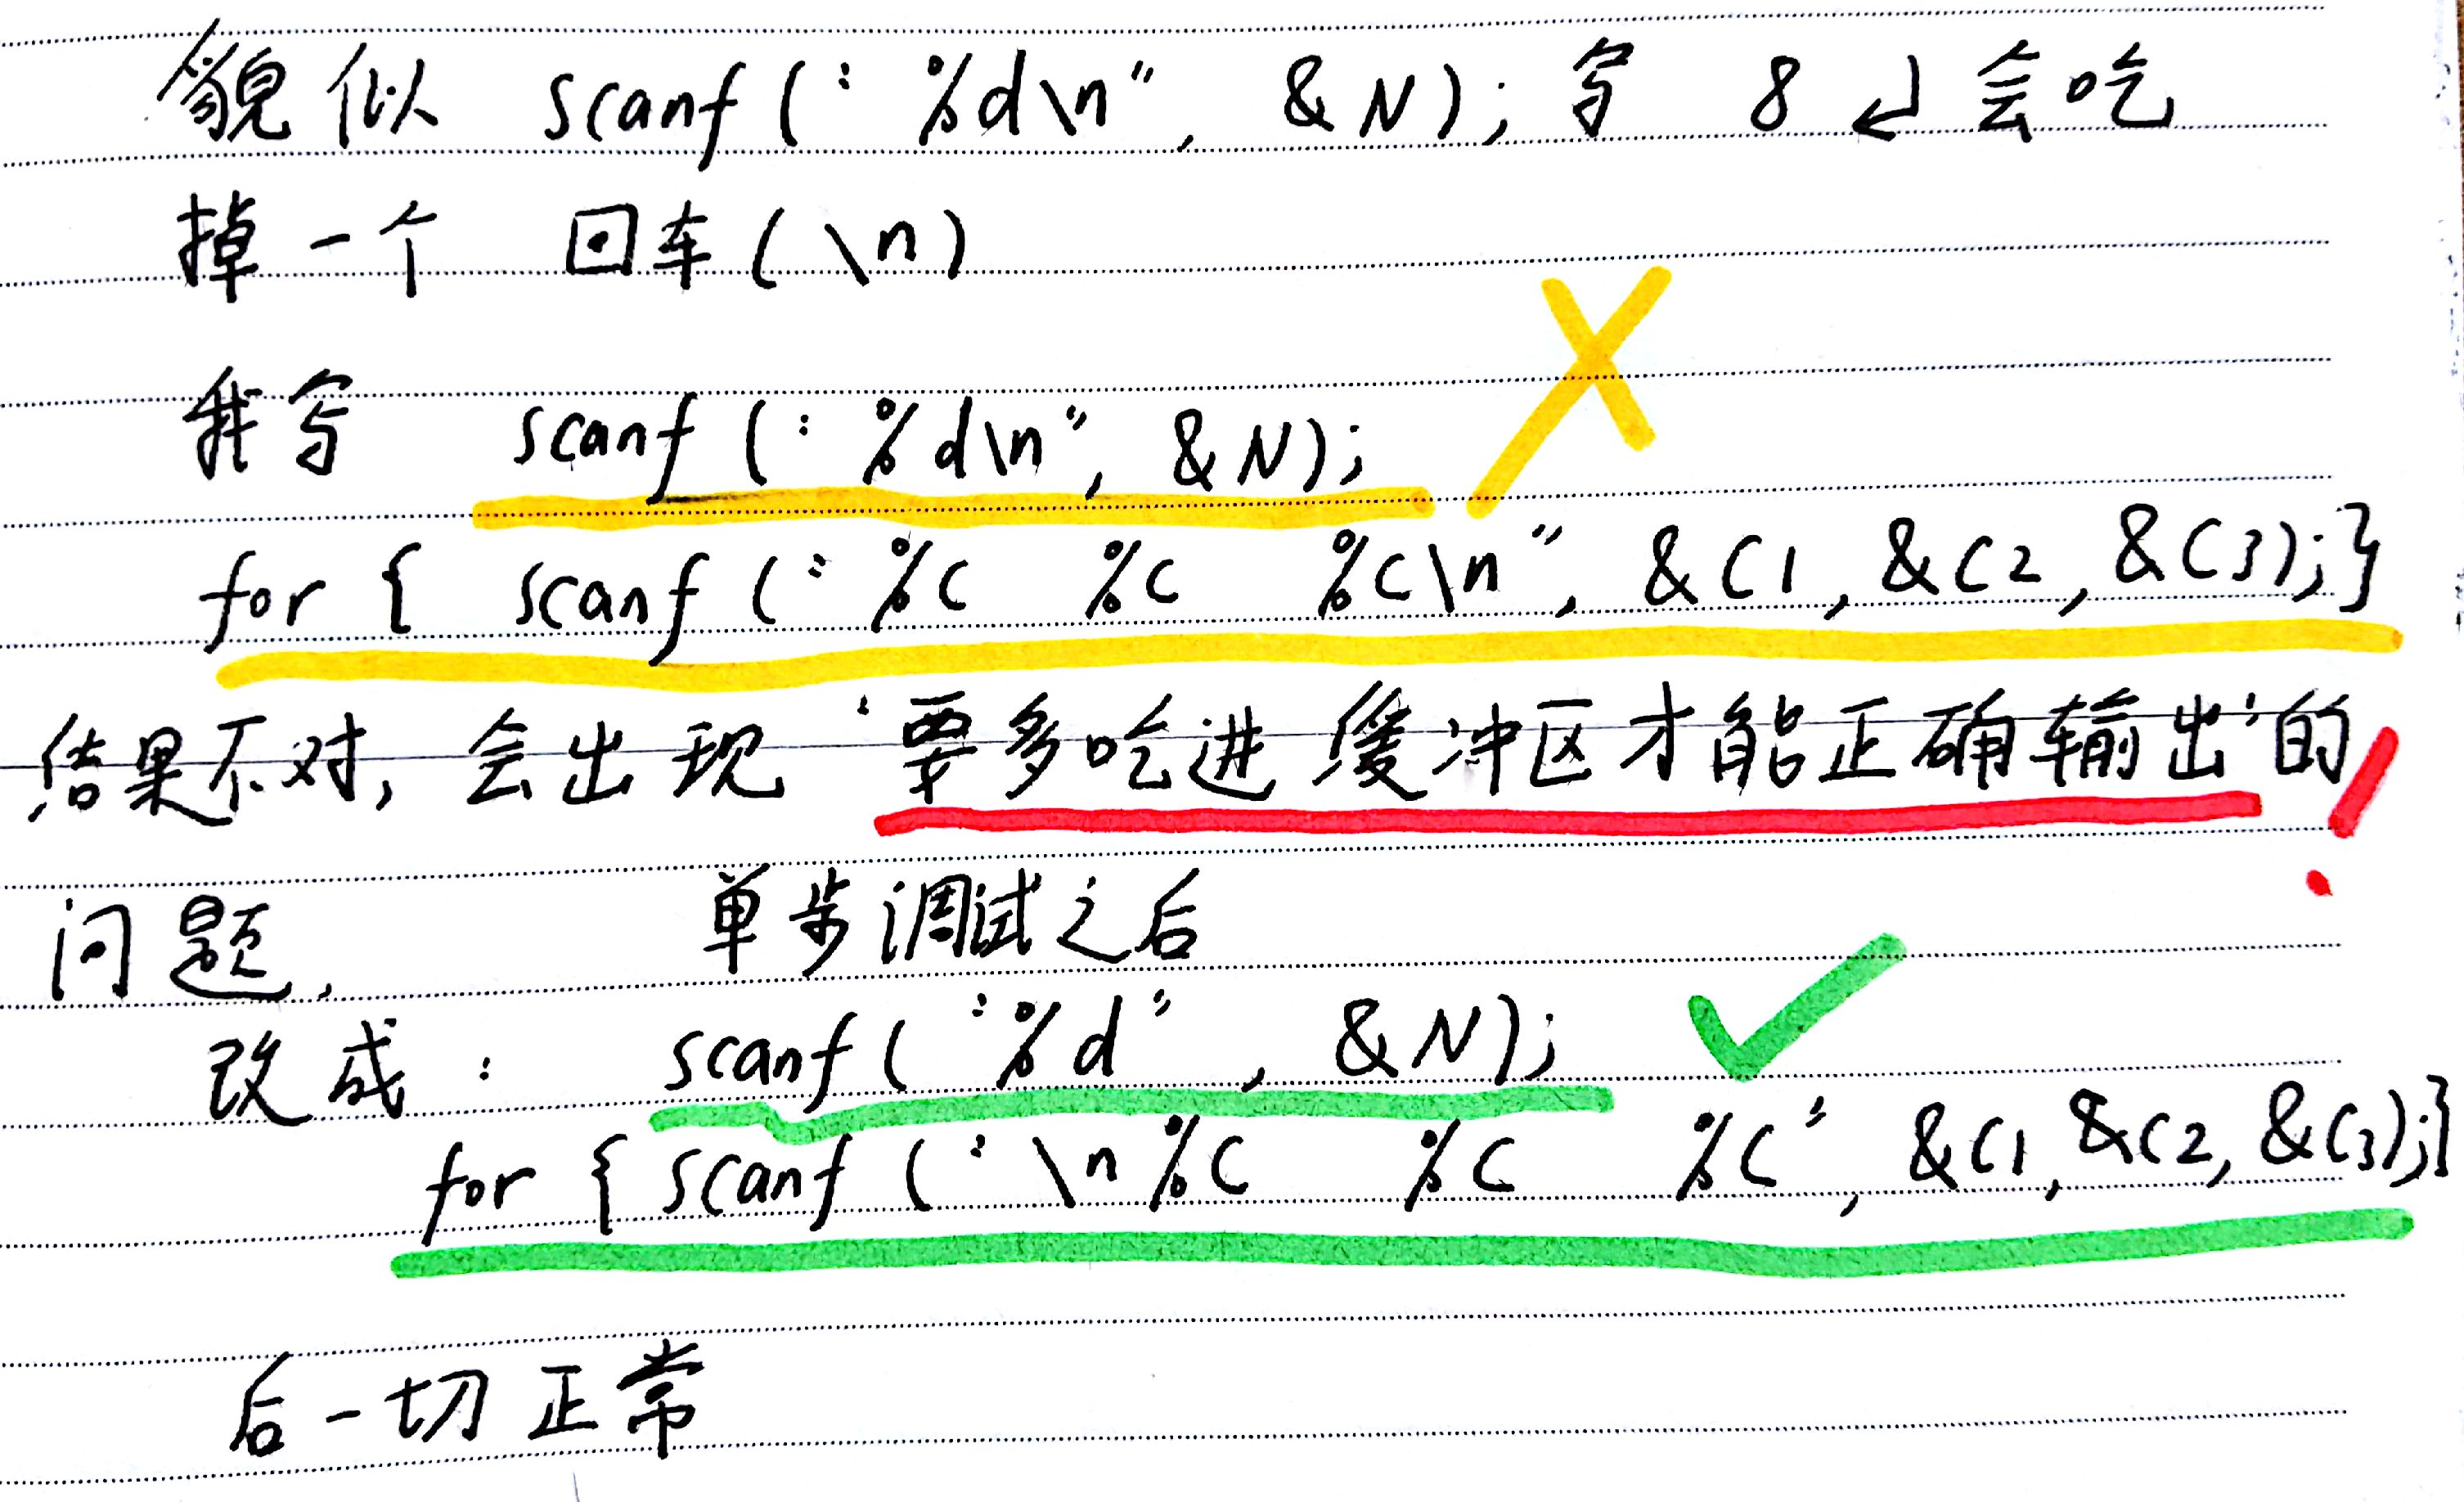 貌似 scanf("%d\n", &N); 写 8 ↲ 会吃
掉一个 回车(\n)
我写 scanf("%d\n", &N);
for { scanf("%c %c %c\n", &c1, &c2, &c3);}
结果不对, 会出现 '要多吃进缓冲区才能正确输出'的
问题. 单步调试之后
改成: scanf("%d", &N);
for { scanf("\n%c %c %c", &c1, &c2, &c3);}
后一切正常